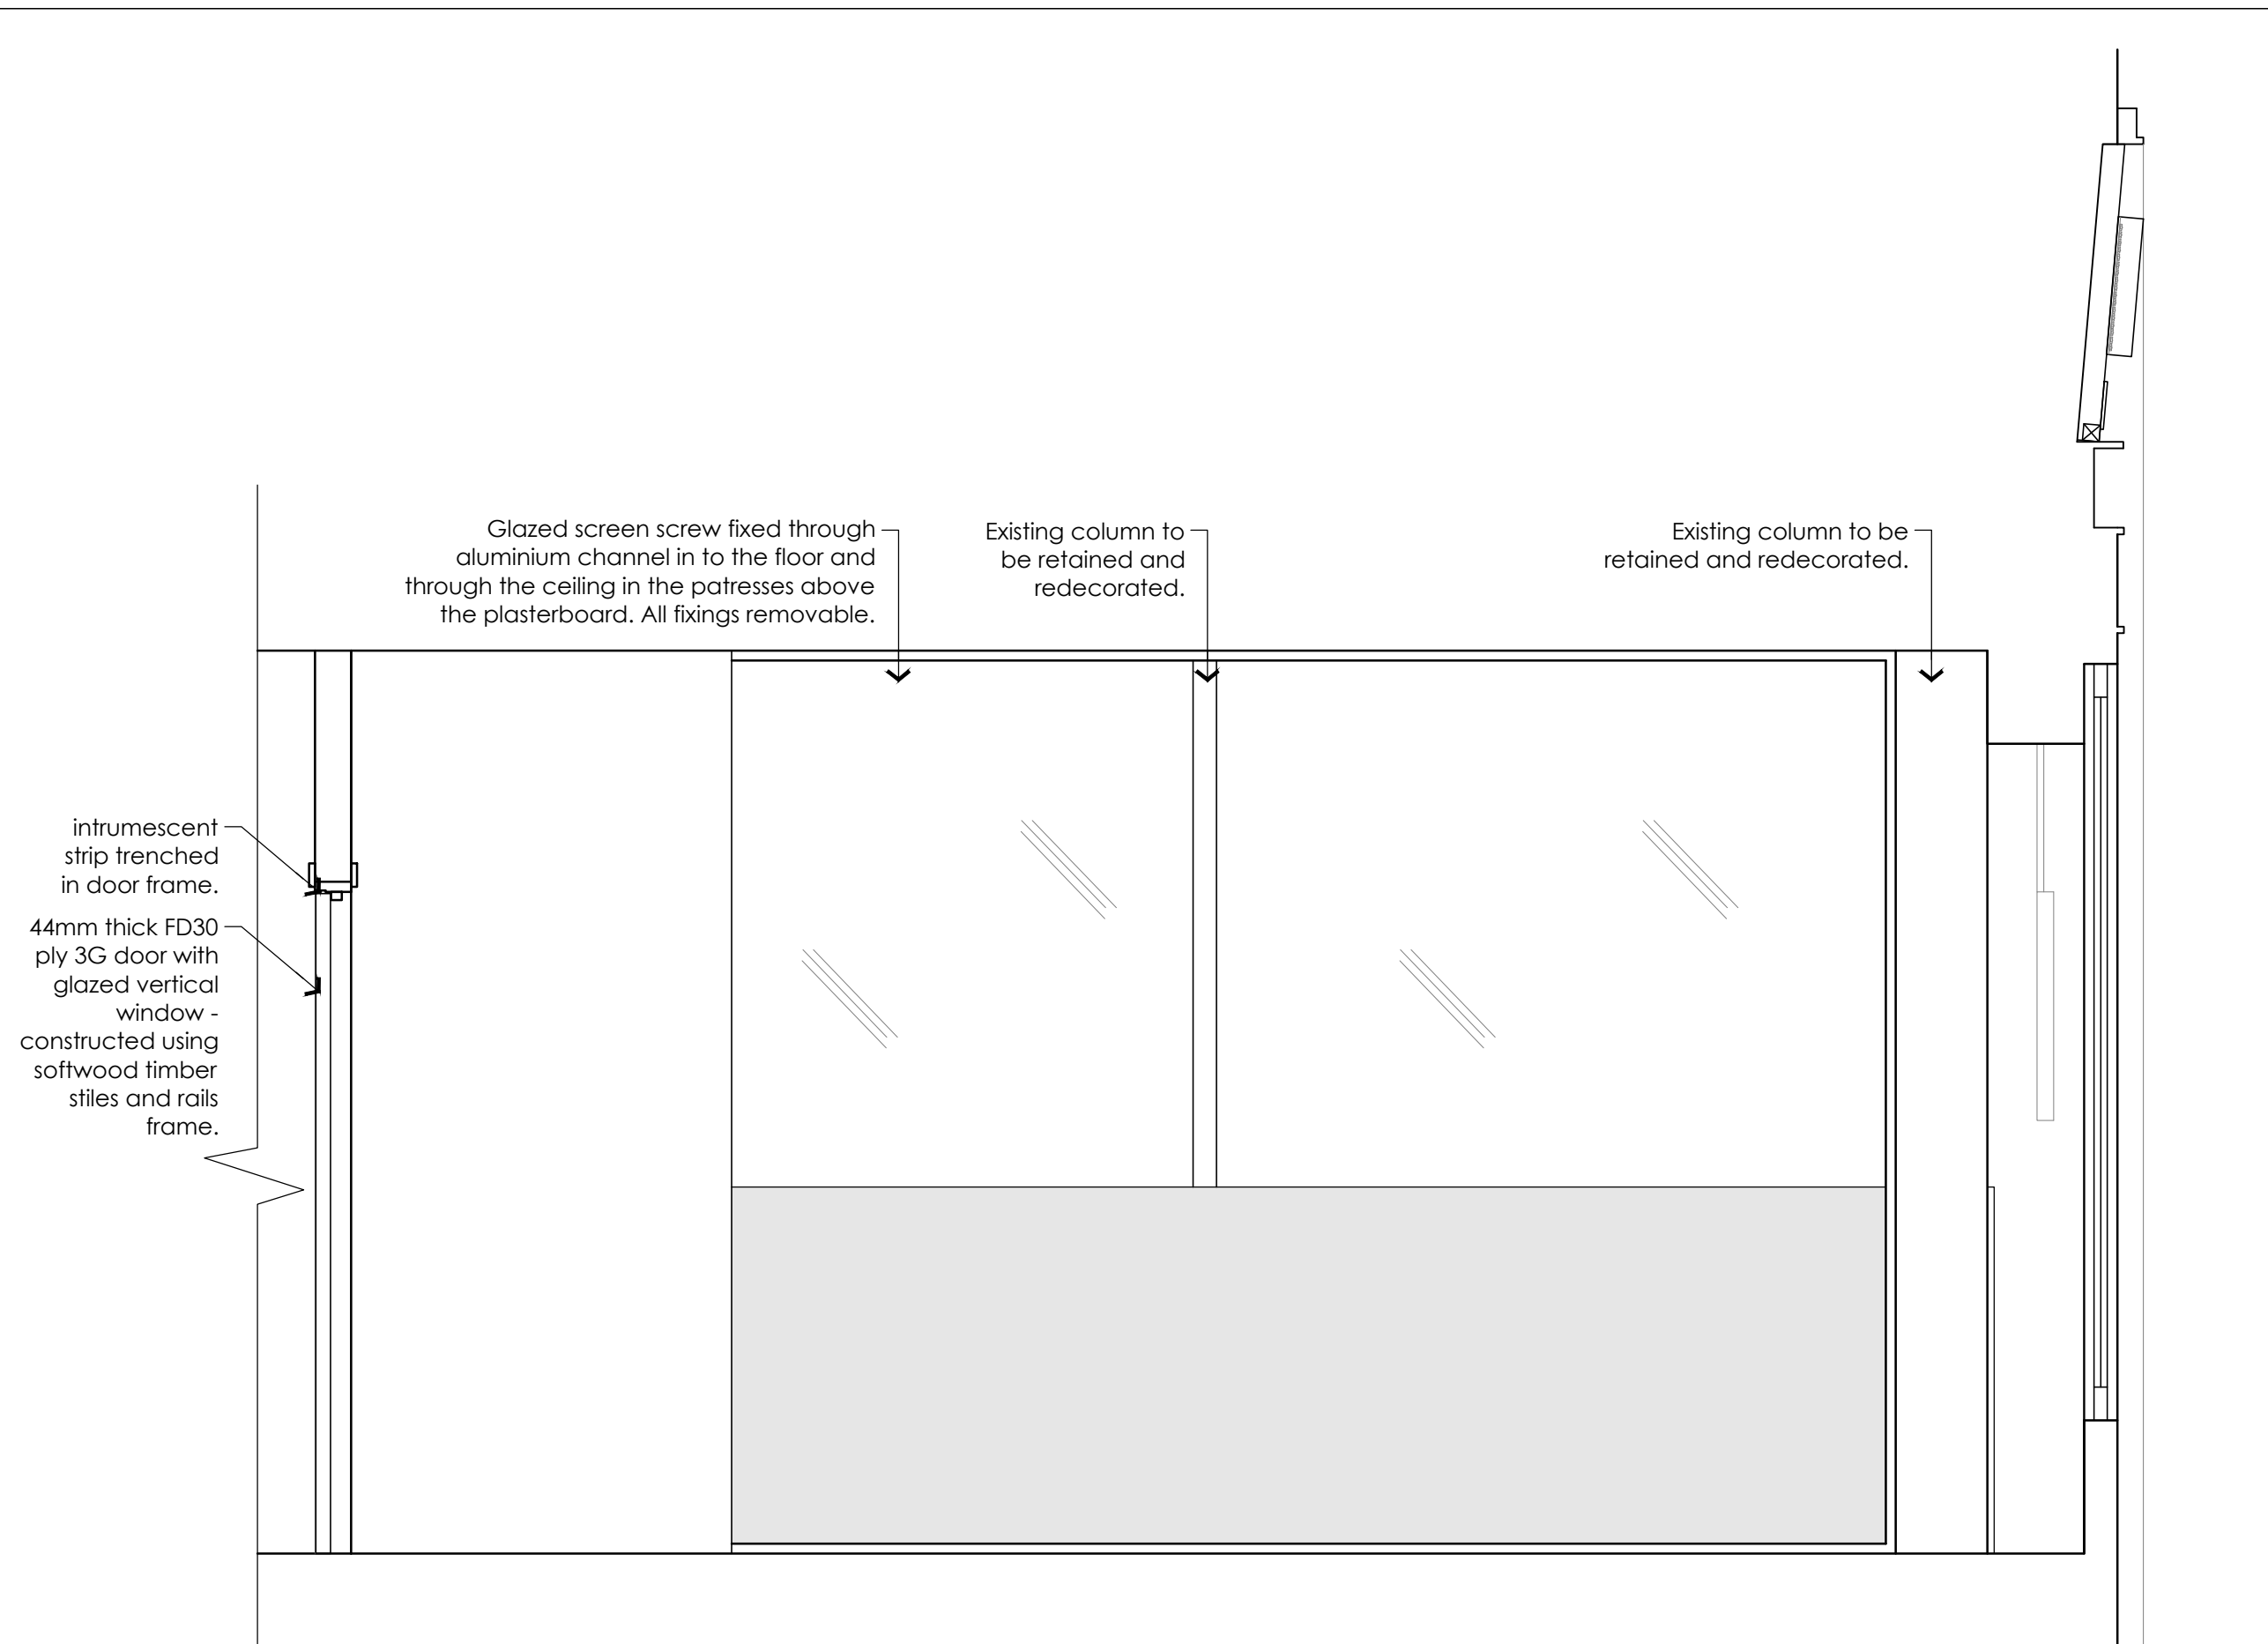 Glazed screen screw fixed through
aluminium channel in to the floor and
through the ceiling in the patresses above
the plasterboard. All fixings removable.
Existing column to
be retained and
redecorated.
Existing column to be
retained and redecorated.
intrumescent
strip trenched
in door frame.
44mm thick FD30
ply 3G door with
glazed vertical
window -
constructed using
softwood timber
stiles and rails
frame.